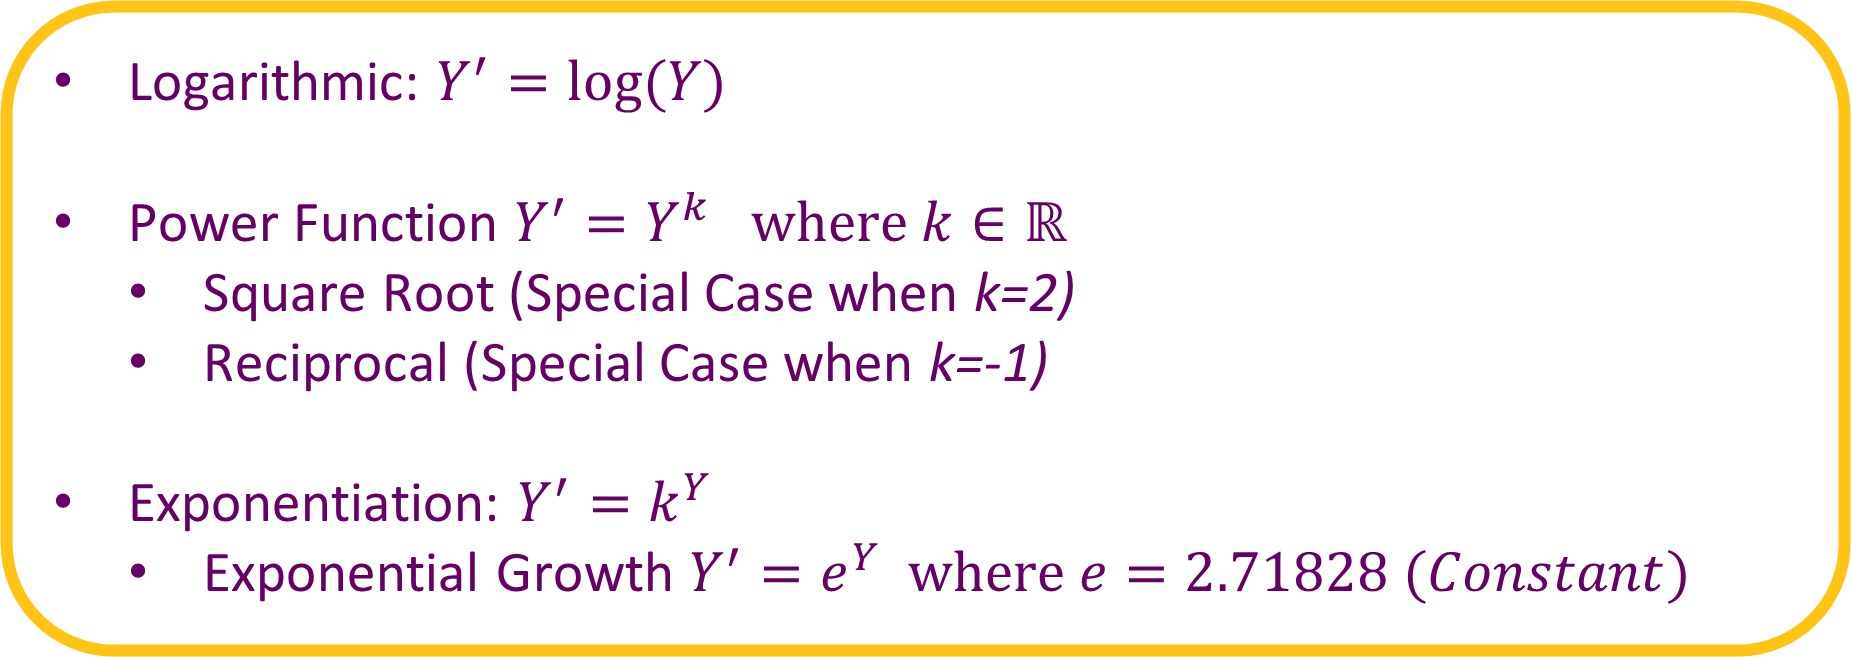 • Logarithmic: Y′ = log(Y)
• Power Function Y′ = Yᵏ where k ∈ ℝ
• Square Root (Special Case when k=2)
• Reciprocal (Special Case when k=-1)
• Exponentiation: Y′ = k^Y
• Exponential Growth Y′ = e^Y where e = 2.71828 (Constant)